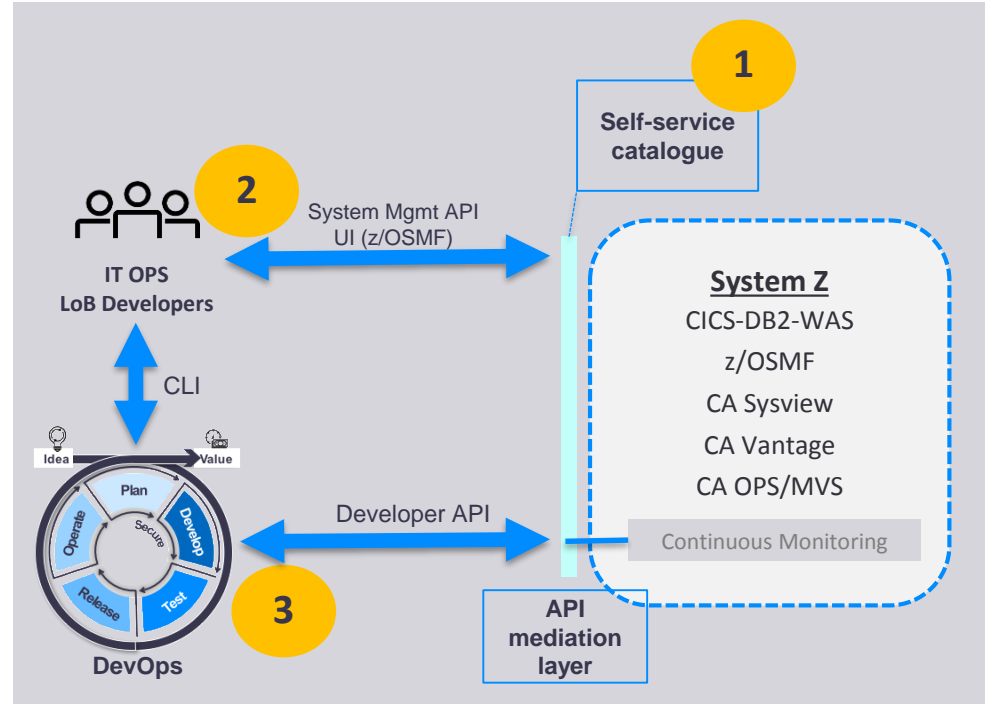 1
Self-service
catalogue
2
System Mgmt API
UI (z/OSMF)
IT OPS
LoB Developers
System Z
CICS-DB2-WAS
z/OSMF
CA Sysview
CA Vantage
CA OPS/MVS
Continuous Monitoring
CLI
Idea
Value
Plan
Develop
Test
Release
Operate
Secure
DevOps
Developer API
3
API
mediation
layer